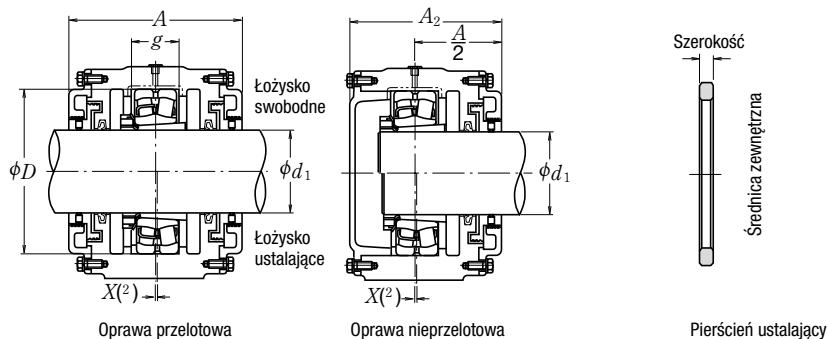 A
g
Łożysko
swobodne
ϕD
ϕd₁
Łożysko
ustalające
X(²)
Oprawa przelotowa
A₂
A/2
ϕd₁
X(²)
Oprawa nieprzelotowa
Szerokość
Średnica zewnętrzna
Pierścień ustalający